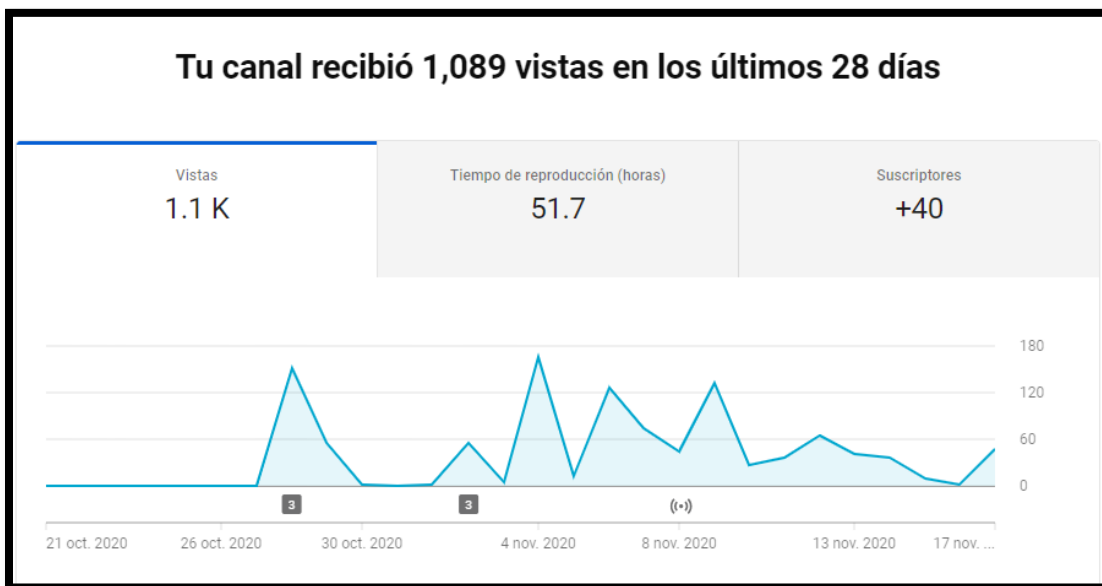 Tu canal recibió 1,089 vistas en los últimos 28 días
Vistas
1.1 K
Tiempo de reproducción (horas)
51.7
Suscriptores
+40
180
120
60
0
3
3
21 oct. 2020
26 oct. 2020
30 oct. 2020
4 nov. 2020
8 nov. 2020
13 nov. 2020
17 nov. ...